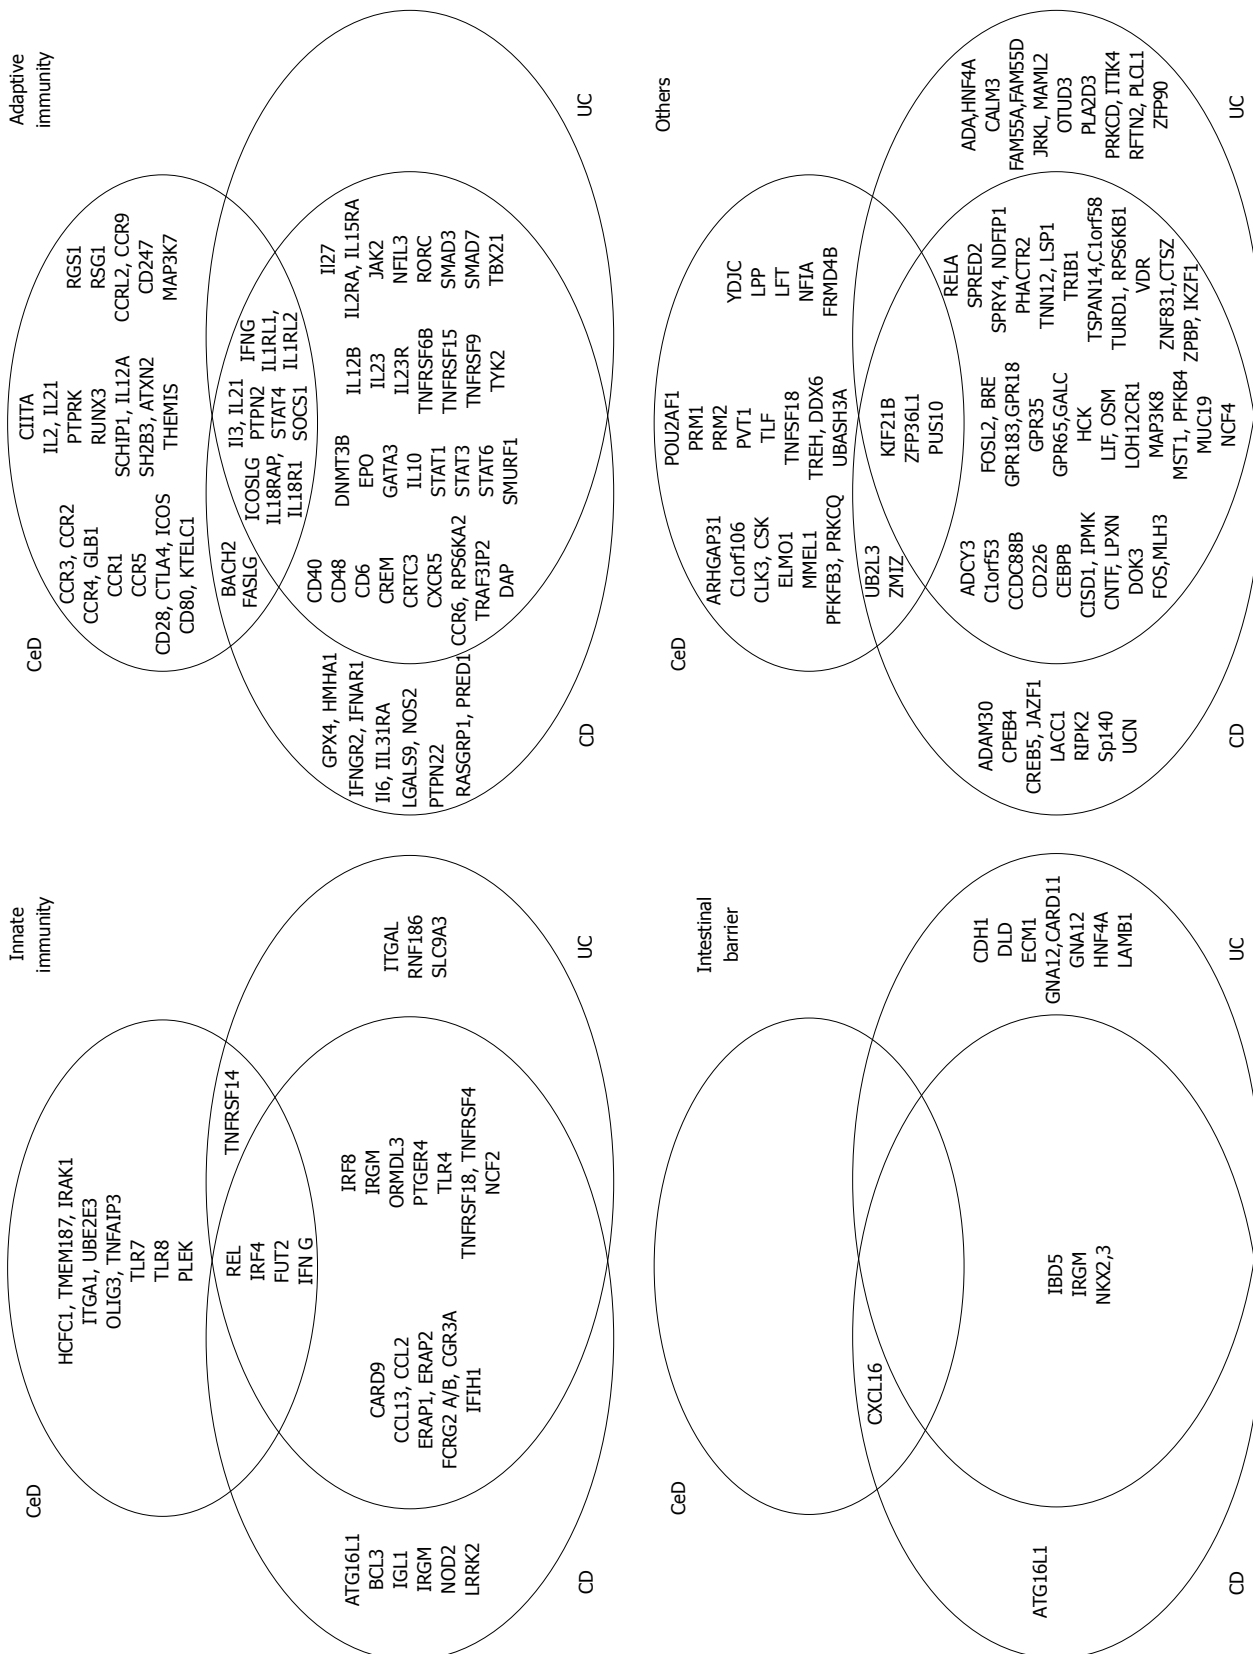 Innate
immunity
CeD
HCFC1, TMEM187, IRAK1
ITGA1, UBE2E3
OLIG3, TNFAIP3
TLR7
TLR8
PLEK
TNFRSF14
REL
IRF4
FUT2
IFN G
ATG16L1
BCL3
IGL1
IRGM
NOD2
LRRK2
CARD9
CCL13, CCL2
ERAP1, ERAP2
FCRG2 A/B, CGR3A
IFIH1
IRF8
IRGM
ORMDL3
PTGER4
TLR4
TNFRSF18, TNFRSF4
NCF2
ITGAL
RNF186
SLC9A3
CD
UC
Adaptive
immunity
CeD
CCR3, CCR2
CCR4, GLB1
CCR1
CCR5
CD28, CTLA4, ICOS
CD80, KTELC1
CIITA
IL2, IL21
PTPRK
RUNX3
SCHIP1, IL12A
SH2B3, ATXN2
THEMIS
RGS1
RSG1
CCRL2, CCR9
CD247
MAP3K7
BACH2
FASLG
ICOSLG
IL18RAP,
IL18R1
Il3, IL21
PTPN2
STAT4
SOCS1
IFNG
IL1RL1,
IL1RL2
GPX4, HMHA1
IFNGR2, IFNAR1
Il6, IIL31RA
LGALS9, NOS2
PTPN22
RASGRP1, PRED1
CD40
CD48
CD6
CREM
CRTC3
CXCR5
CCR6, RPS6KA2
TRAF3IP2
DAP
DNMT3B
EPO
GATA3
IL10
STAT1
STAT3
STAT6
SMURF1
IL12B
IL23
IL23R
TNFRSF6B
TNFRSF15
TNFRSF9
TYK2
Il27
IL2RA, IL15RA
JAK2
NFIL3
RORC
SMAD3
SMAD7
TBX21
CD
UC
Intestinal
barrier
CeD
CXCL16
ATG16L1
IBD5
IRGM
NKX2,3
CDH1
DLD
ECM1
GNA12,CARD11
GNA12
HNF4A
LAMB1
CD
UC
Others
CeD
ARHGAP31
C1orf106
CLK3, CSK
ELMO1
MMEL1
PFKFB3, PRKCQ
POU2AF1
PRM1
PRM2
PVT1
TLF
TNFSF18
TREH, DDX6
UBASH3A
YDJC
LPP
LFT
NFIA
FRMD4B
UB2L3
ZMIZ
KIF21B
ZFP36L1
PUS10
ADAM30
CPEB4
CREB5, JAZF1
LACC1
RIPK2
Sp140
UCN
ADCY3
C1orf53
CCDC88B
CD226
CEBPB
CISD1, IPMK
CNTF, LPXN
DOK3
FOS,MLH3
FOSL2, BRE
GPR183,GPR18
GPR35
GPR65,GALC
HCK
LIF, OSM
LOH12CR1
MAP3K8
MST1, PFKB4
MUC19
NCF4
RELA
SPRED2
SPRY4, NDFIP1
PHACTR2
TNN12, LSP1
TRIB1
TSPAN14,C1orf58
TURD1, RPS6KB1
VDR
ZNF831,CTSZ
ZPBP, IKZF1
ADA,HNF4A
CALM3
FAM55A,FAM55D
JRKL, MAML2
OTUD3
PLA2D3
PRKCD, ITIK4
RFTN2, PLCL1
ZFP90
CD
UC